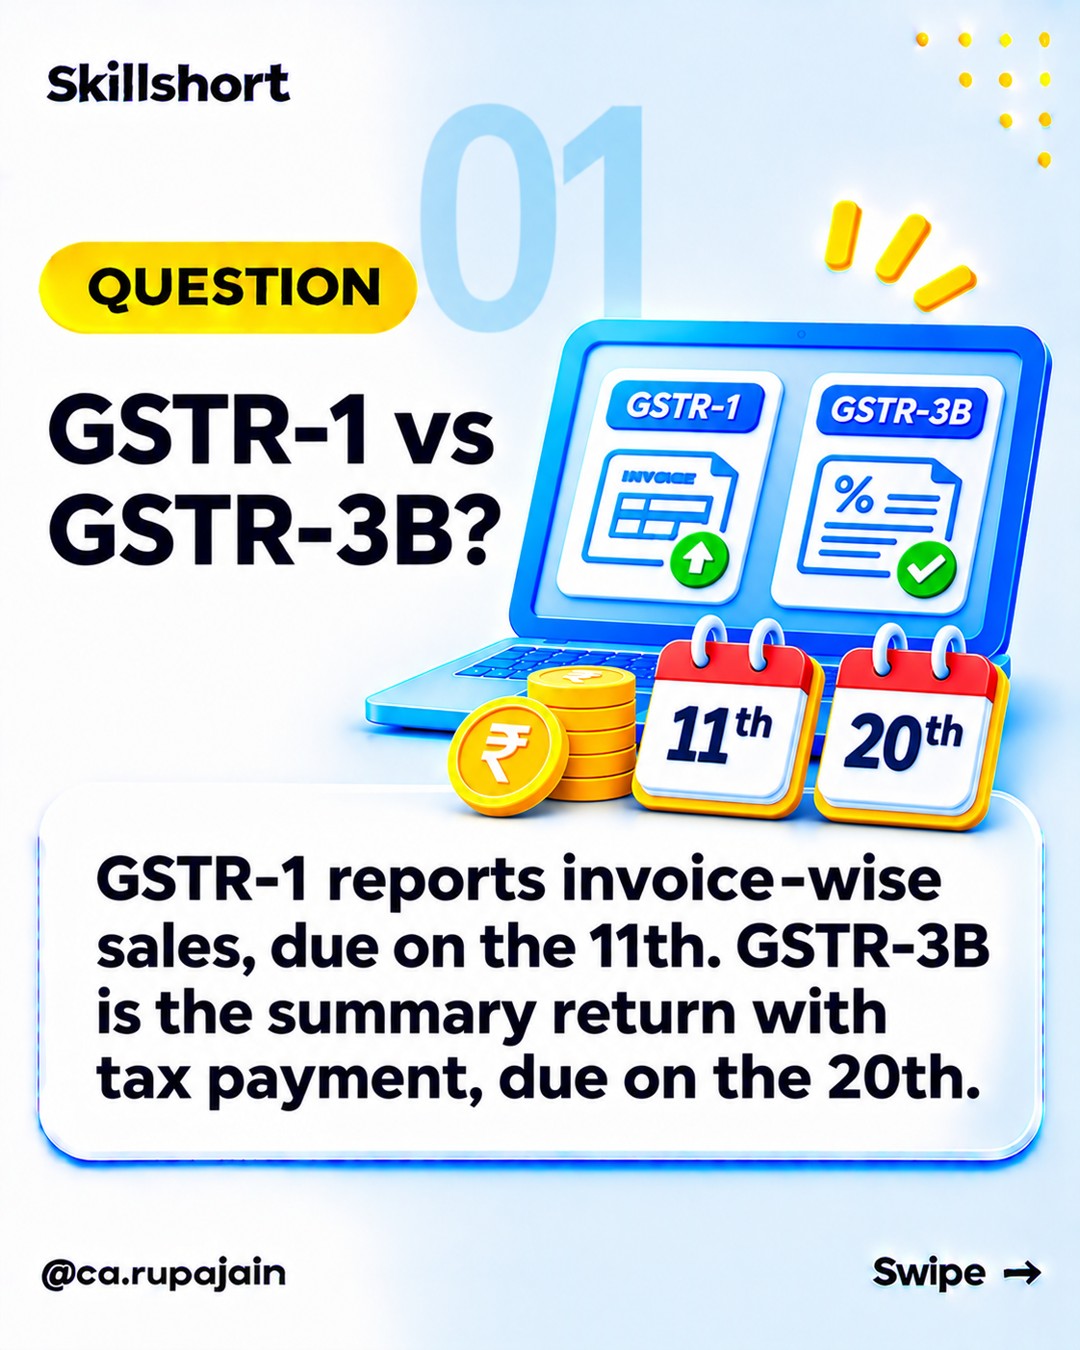 Skillshort
01
QUESTION
GSTR-1 vs
GSTR-3B?
GSTR-1
GSTR-3B
INVOICE
%
₹
₹
11th
20th
GSTR-1 reports invoice-wise
sales, due on the 11th. GSTR-3B
is the summary return with
tax payment, due on the 20th.
@ca.rupajain
Swipe →